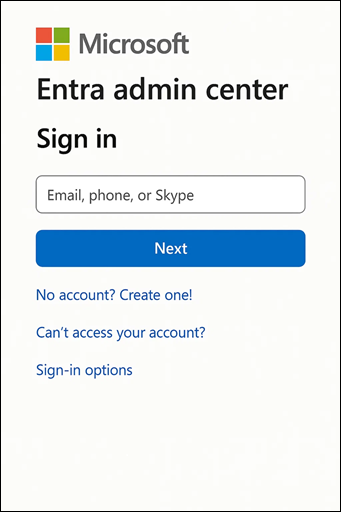 Microsoft
Entra admin center
Sign in
Email, phone, or Skype
Next
No account? Create one!
Can’t access your account?
Sign-in options